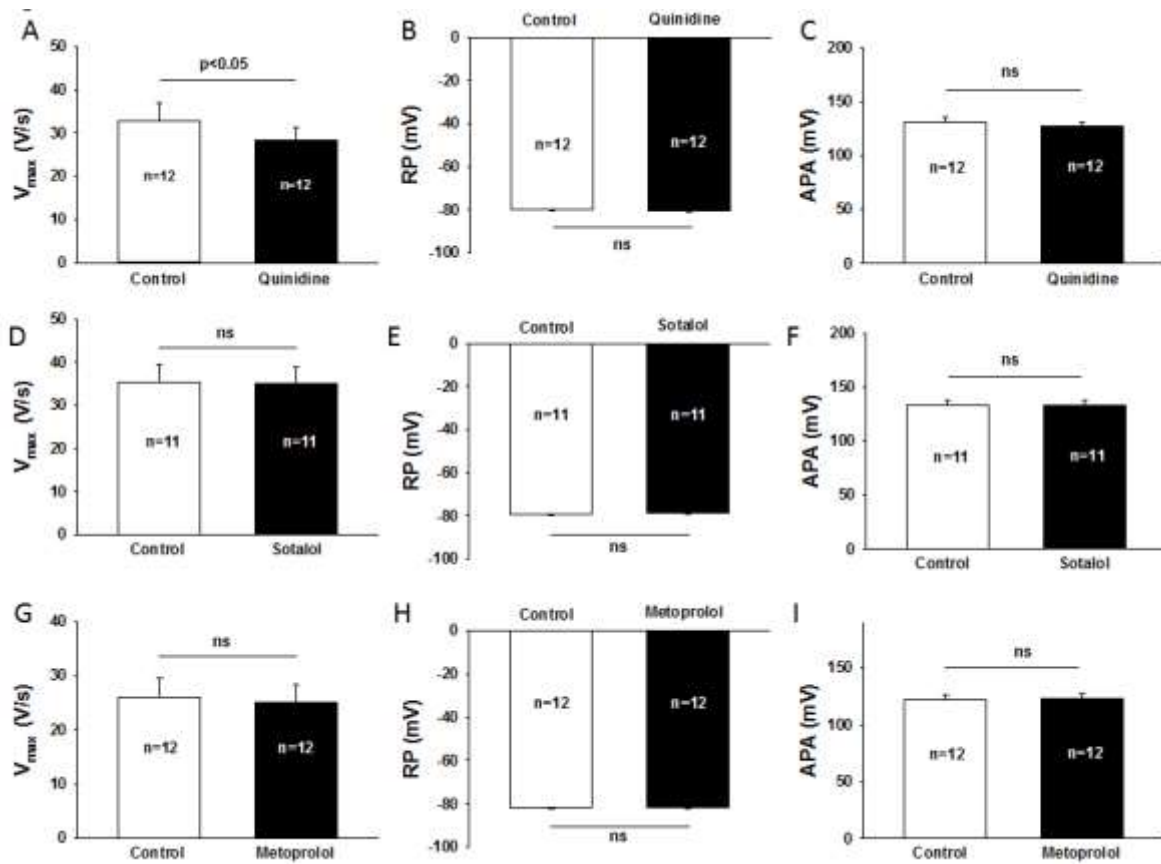 A
V_max (V/s)
50
40
30
20
10
0
p<0.05
n=12
n=12
Control
Quinidine
B
RP (mV)
Control
Quinidine
0
-20
-40
-60
-80
-100
n=12
n=12
ns
C
APA (mV)
200
150
100
50
0
ns
n=12
n=12
Control
Quinidine
D
V_max (V/s)
50
40
30
20
10
0
ns
n=11
n=11
Control
Sotalol
E
RP (mV)
Control
Sotalol
0
-20
-40
-60
-80
-100
n=11
n=11
ns
F
APA (mV)
200
150
100
50
0
ns
n=11
n=11
Control
Sotalol
G
V_max (V/s)
40
30
20
10
0
ns
n=12
n=12
Control
Metoprolol
H
RP (mV)
Control
Metoprolol
0
-20
-40
-60
-80
-100
n=12
n=12
ns
I
APA (mV)
150
100
50
0
ns
n=12
n=12
Control
Metoprolol